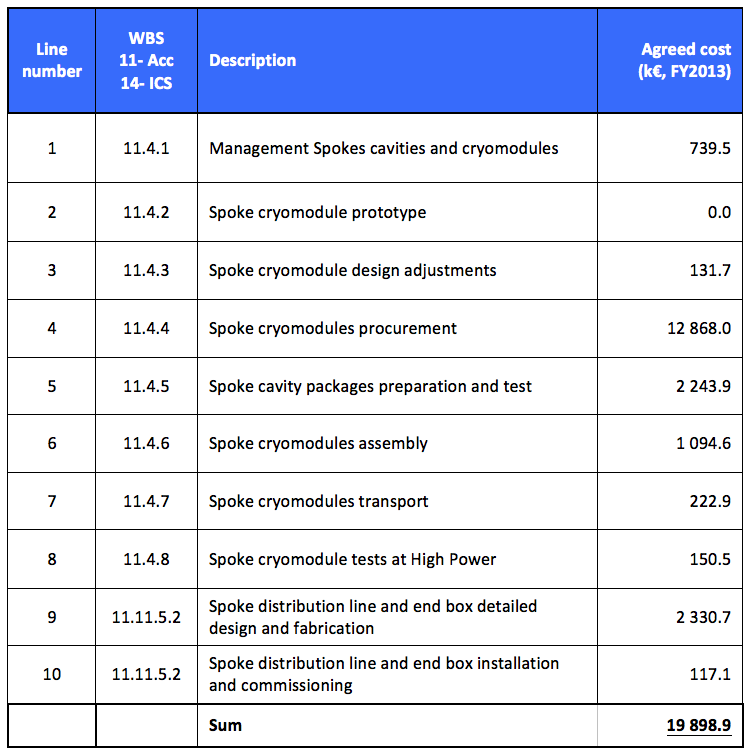 Line number | WBS 11- Acc 14- ICS | Description | Agreed cost (k€, FY2013)
1 | 11.4.1 | Management Spokes cavities and cryomodules | 739.5
2 | 11.4.2 | Spoke cryomodule prototype | 0.0
3 | 11.4.3 | Spoke cryomodule design adjustments | 131.7
4 | 11.4.4 | Spoke cryomodules procurement | 12 868.0
5 | 11.4.5 | Spoke cavity packages preparation and test | 2 243.9
6 | 11.4.6 | Spoke cryomodules assembly | 1 094.6
7 | 11.4.7 | Spoke cryomodules transport | 222.9
8 | 11.4.8 | Spoke cryomodule tests at High Power | 150.5
9 | 11.11.5.2 | Spoke distribution line and end box detailed design and fabrication | 2 330.7
10 | 11.11.5.2 | Spoke distribution line and end box installation and commissioning | 117.1
Sum | 19 898.9